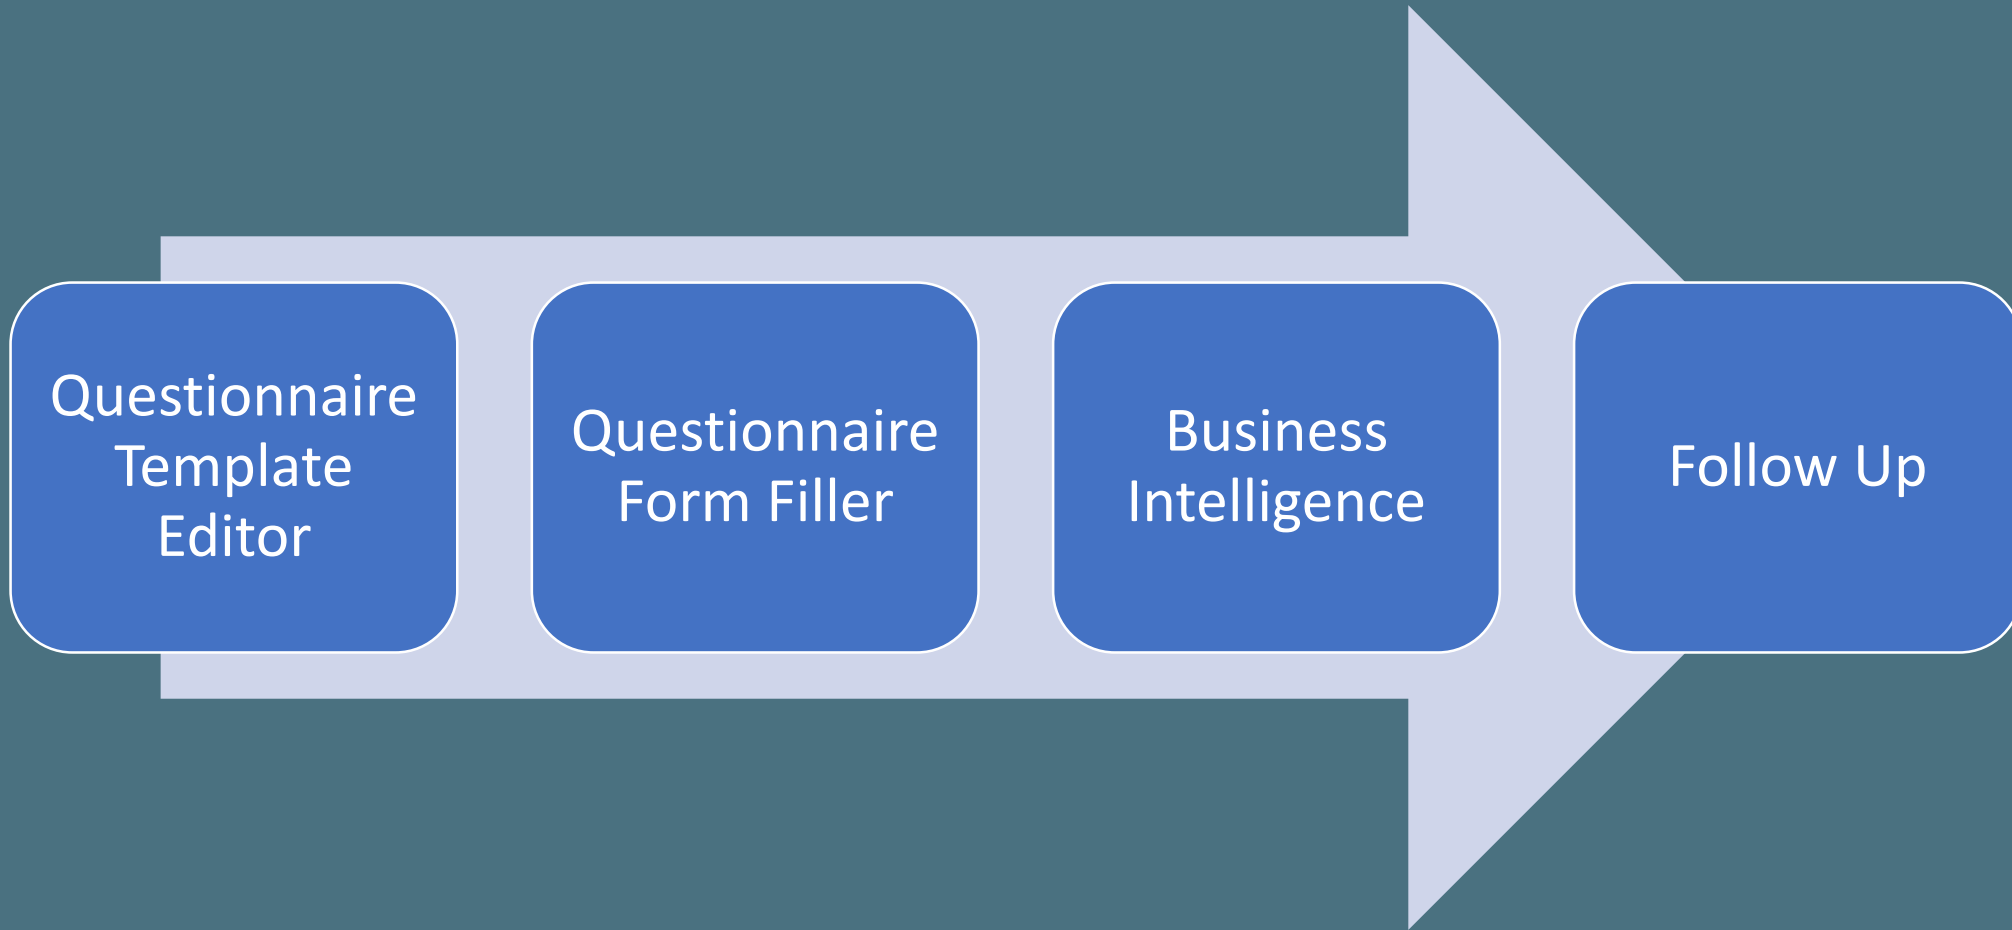 Questionnaire
Template
Editor
Questionnaire
Form Filler
Business
Intelligence
Follow Up